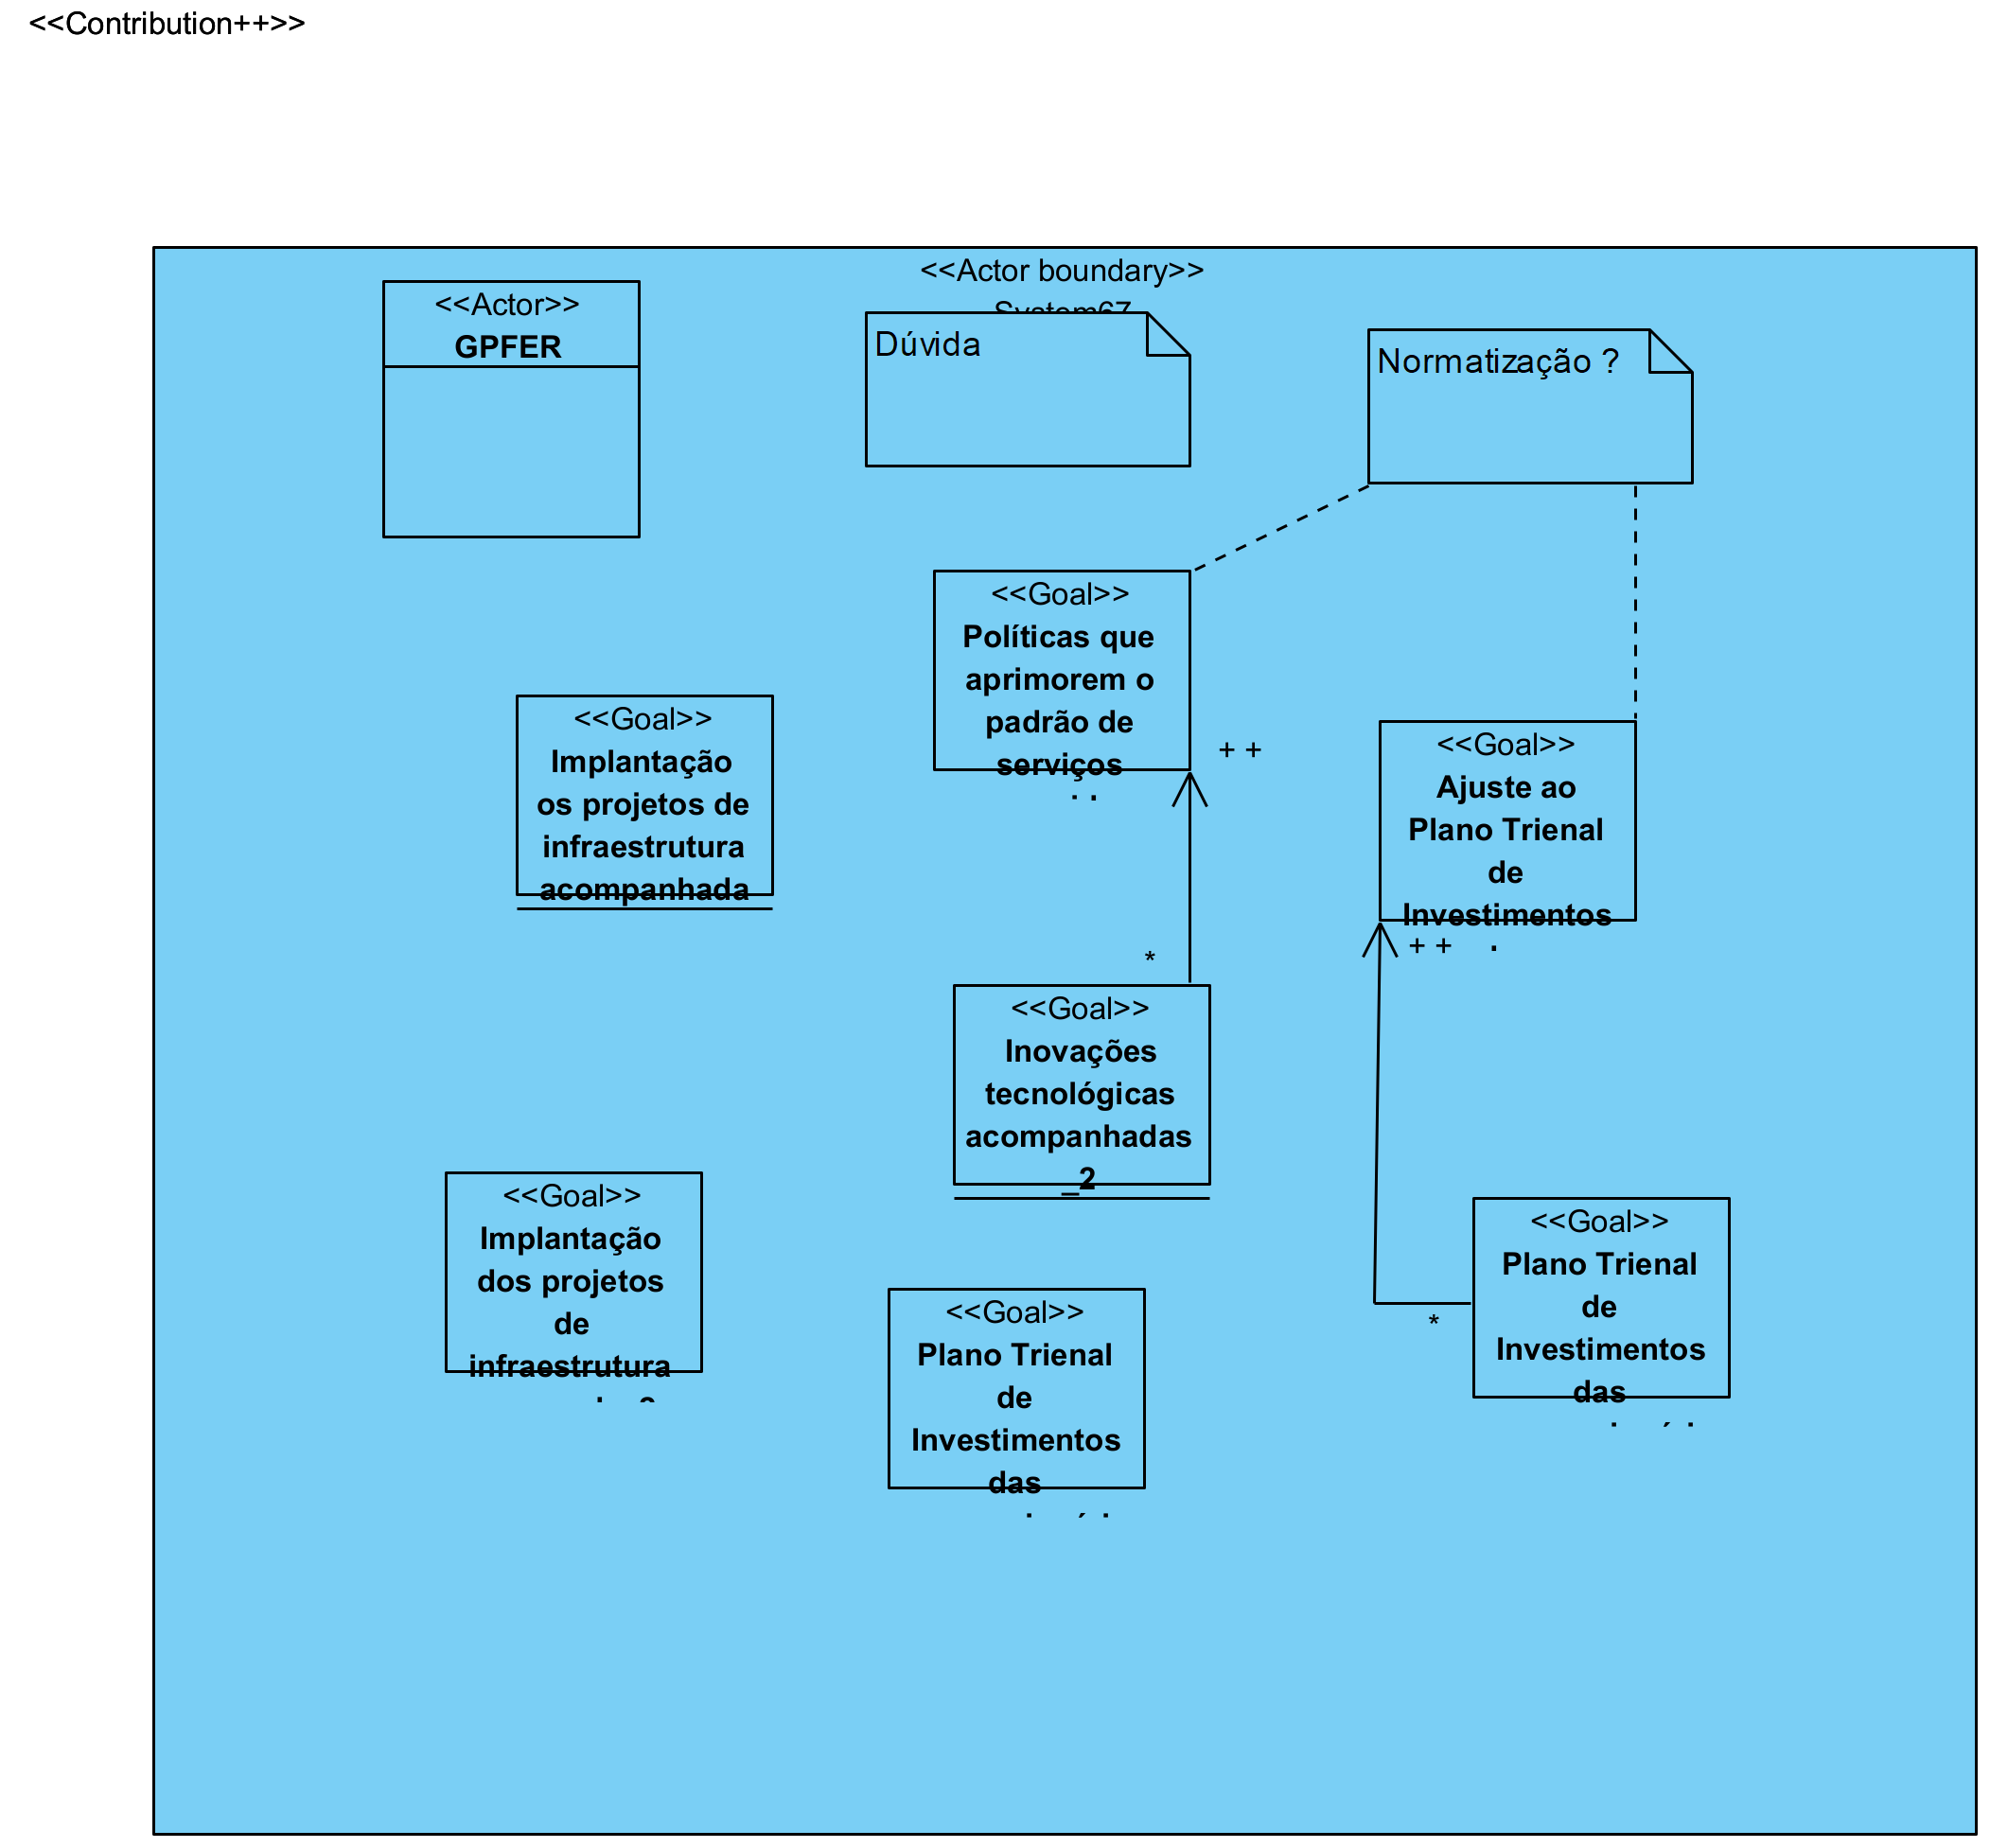 <<Contribution++>>
<<Actor boundary>>
System67
<<Actor>>
GPFER
Dúvida
Normatização ?
<<Goal>>
Políticas que
aprimorem o
padrão de
serviços
+ +
<<Goal>>
Implantação
os projetos de
infraestrutura
acompanhada
<<Goal>>
Ajuste ao
Plano Trienal
de
Investimentos
+ +
*
<<Goal>>
Inovações
tecnológicas
acompanhadas
_2
<<Goal>>
Implantação
dos projetos
de
infraestrutura
<<Goal>>
Plano Trienal
de
Investimentos
das
*
<<Goal>>
Plano Trienal
de
Investimentos
das